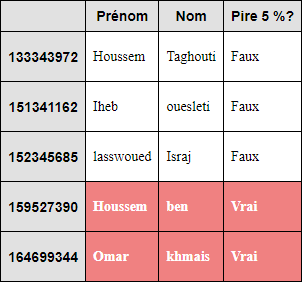 Prénom Nom Pire 5 %?
133343972 Houssem Taghouti Faux
151341162 Iheb ouesleti Faux
152345685 lasswoued Israj Faux
159527390 Houssem ben Vrai
164699344 Omar khmais Vrai